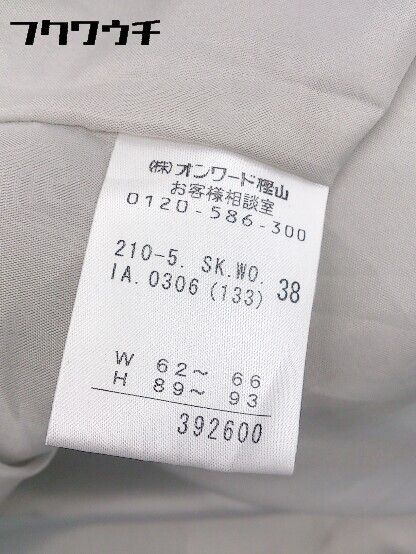 フクワウチ
(株)オンワード樫山
お客様相談室
0120-586-300
210-5. SK.WO. 38
IA.0306(133)
W 62~ 66
H 89~ 93
392600